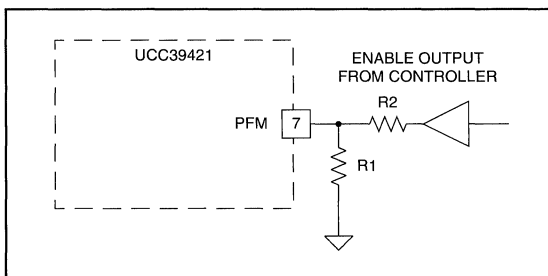 UCC39421
ENABLE OUTPUT
FROM CONTROLLER
R2
PFM
7
R1